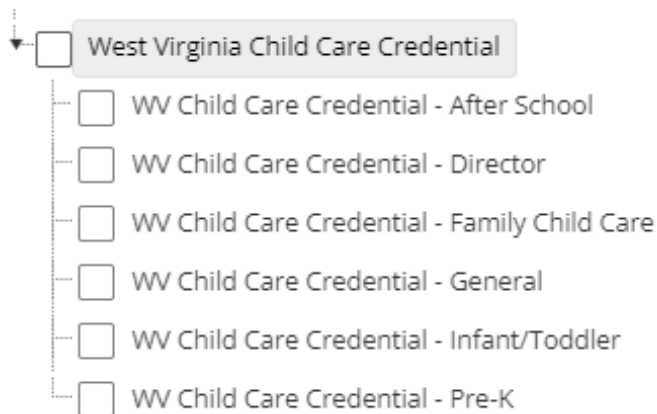 West Virginia Child Care Credential
WV Child Care Credential - After School
WV Child Care Credential - Director
WV Child Care Credential - Family Child Care
WV Child Care Credential - General
WV Child Care Credential - Infant/Toddler
WV Child Care Credential - Pre-K